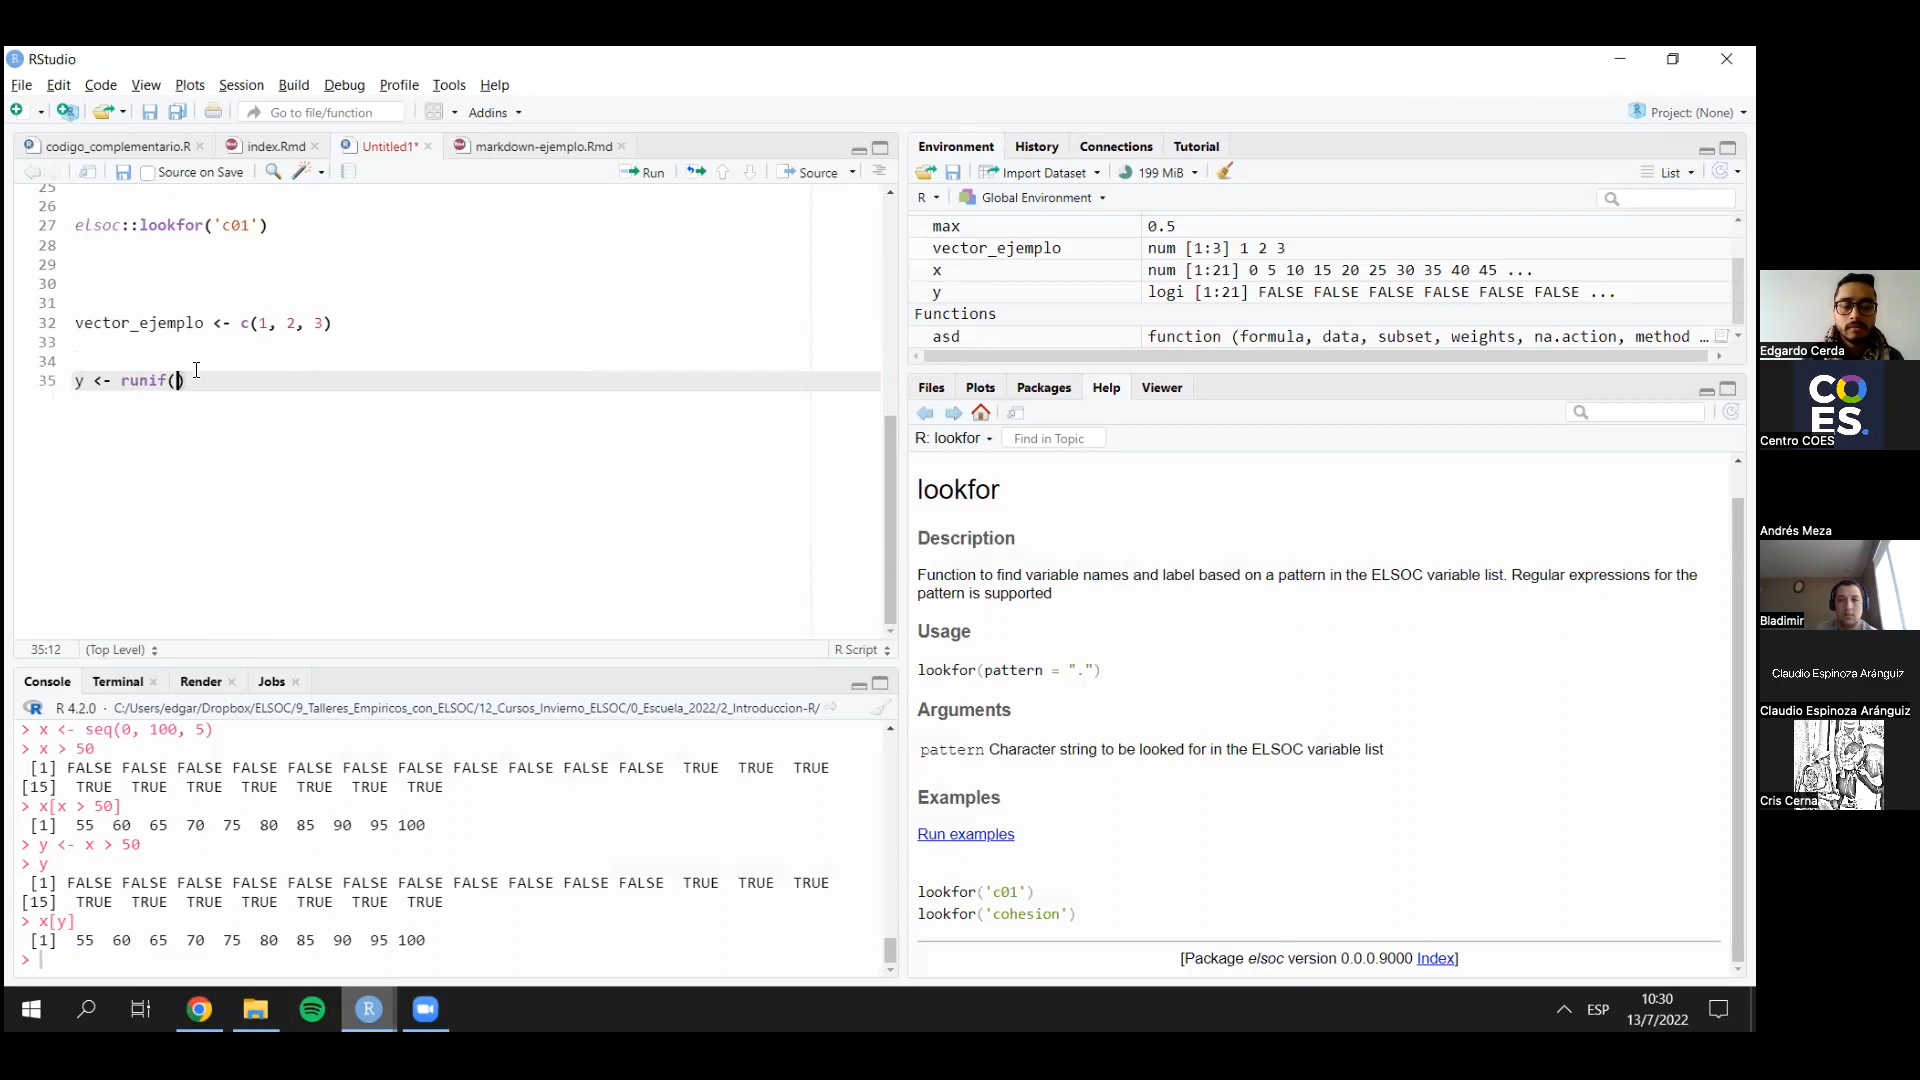 RStudio
File Edit Code View Plots Session Build Debug Profile Tools Help
Go to file/function Addins Project: (None)
codigo_complementario.R index.Rmd Untitled1* markdown-ejemplo.Rmd
Source on Save Run Source
25
26
27 elsoc::lookfor('c01')
28
29
30
31
32 vector_ejemplo <- c(1, 2, 3)
33
34
35 y <- runif()
35:12 (Top Level) R Script
Console Terminal Render Jobs
R 4.2.0 · C:/Users/edgar/Dropbox/ELSOC/9_Talleres_Empiricos_con_ELSOC/12_Cursos_Invierno_ELSOC/0_Escuela_2022/2_Introduccion-R/
> x <- seq(0, 100, 5)
> x > 50
[1] FALSE FALSE FALSE FALSE FALSE FALSE FALSE FALSE FALSE FALSE FALSE TRUE TRUE TRUE
[15] TRUE TRUE TRUE TRUE TRUE TRUE TRUE
> x[x > 50]
[1] 55 60 65 70 75 80 85 90 95 100
> y <- x > 50
> y
[1] FALSE FALSE FALSE FALSE FALSE FALSE FALSE FALSE FALSE FALSE FALSE TRUE TRUE TRUE
[15] TRUE TRUE TRUE TRUE TRUE TRUE TRUE
> x[y]
[1] 55 60 65 70 75 80 85 90 95 100
>
Environment History Connections Tutorial
Import Dataset 199 MiB List
R Global Environment
max 0.5
vector_ejemplo num [1:3] 1 2 3
x num [1:21] 0 5 10 15 20 25 30 35 40 45 ...
y logi [1:21] FALSE FALSE FALSE FALSE FALSE FALSE ...
Functions
asd function (formula, data, subset, weights, na.action, method …
Files Plots Packages Help Viewer
R: lookfor Find in Topic
lookfor
Description
Function to find variable names and label based on a pattern in the ELSOC variable list. Regular expressions for the
pattern is supported
Usage
lookfor(pattern = ".")
Arguments
pattern Character string to be looked for in the ELSOC variable list
Examples
Run examples
lookfor('c01')
lookfor('cohesion')
[Package elsoc version 0.0.0.9000 Index]
ESP
10:30
13/7/2022
Edgardo Cerda
COES.
Centro COES
Andrés Meza
Bladimir
Claudio Espinoza Aránguiz
Claudio Espinoza Aránguiz
Cris Cerna